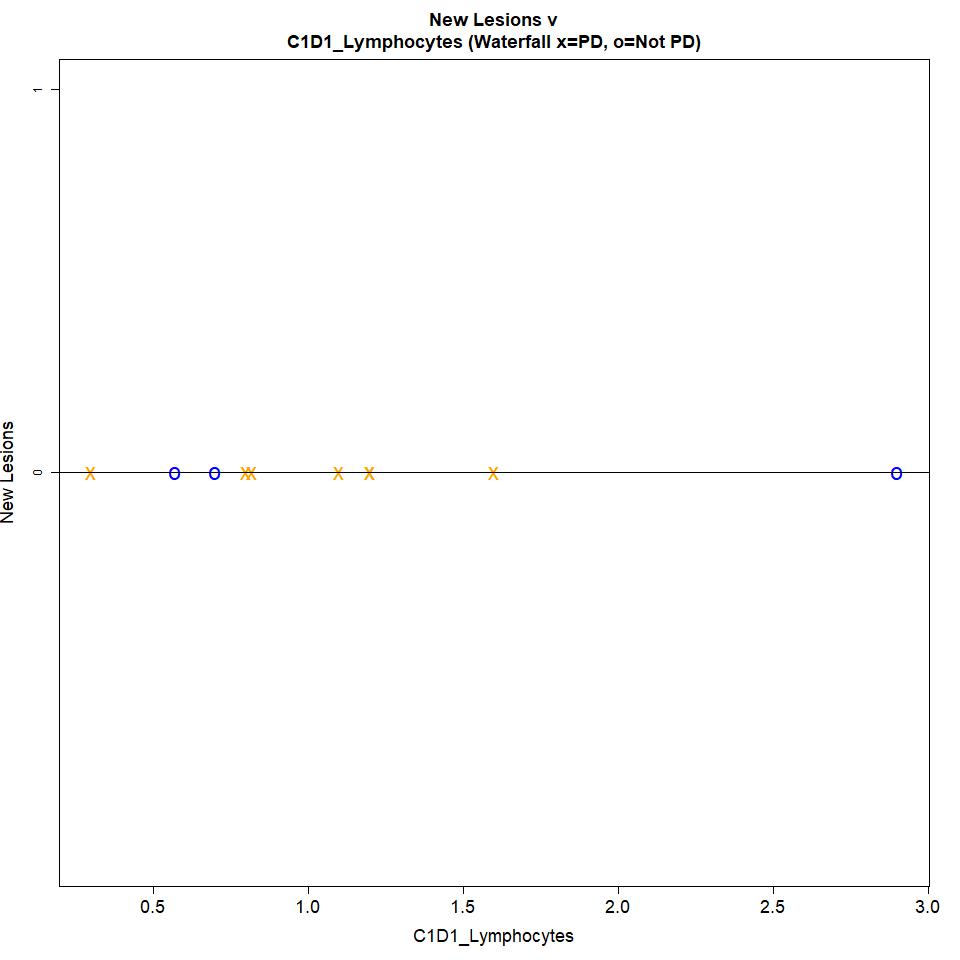 New Lesions v
C1D1_Lymphocytes (Waterfall x=PD, o=Not PD)
1
0
New Lesions
x o o x x x x x o
0.5 1.0 1.5 2.0 2.5 3.0
C1D1_Lymphocytes